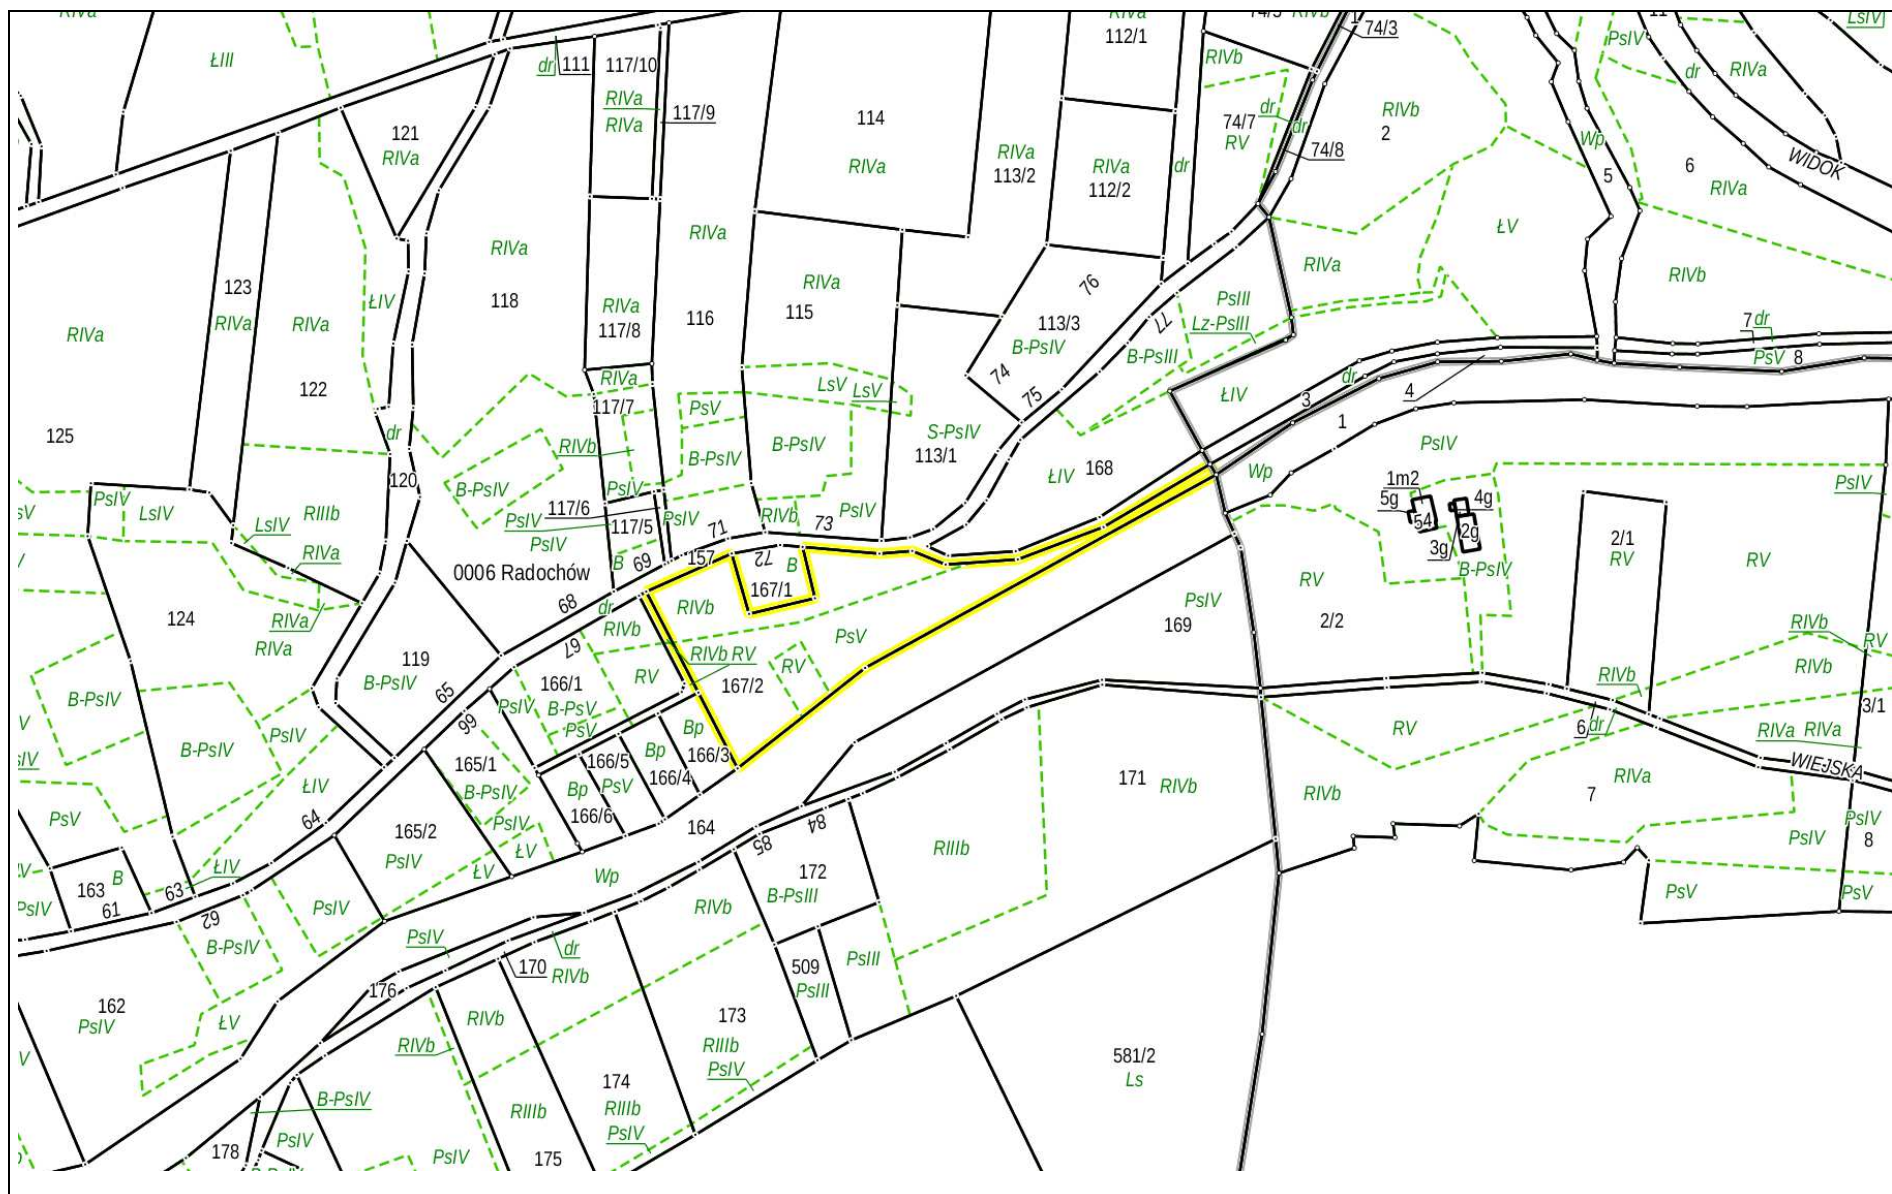 74/3
ŁIII
dr
111
117/10
RIVa
RIVa
117/9
121
RIVa
114
RIVa
RIVa
113/2
RIVa
112/1
RIVa
112/2
dr
RIVb
74/7
RV
dr
dr
74/8
RIVb
2
PsIV
dr
RIVa
LsIV
Wp
5
6
RIVa
WIDOK
123
RIVa
RIVa
122
ŁIV
RIVa
118
RIVa
117/8
RIVa
116
RIVa
115
76
77
113/3
B-PsIV
74
75
PsIII
Lz-PsIII
B-PsIII
RIVa
ŁV
RIVb
7
dr
PsV
8
RIVa
125
RIVa
117/7
PsV
LsV
LsV
RIVb
B-PsIV
B-PsIV
S-PsIV
113/1
ŁIV
168
ŁIV
dr
3
4
1
PsIV
Wp
dr
120
B-PsIV
PsIV
LsIV
LsIV
RIIIb
RIVa
117/6
PsIV
117/5
PsIV
PsIV
PsIV
B
71
RIVb
73
PsIV
69
157
72
B
167/1
1m2
5g
54
4g
2g
3g
B-PsIV
2/1
RV
RV
PsIV
0006 Radochów
124
RIVa
RIVa
68
dr
RIVb
67
RIVb
PsV
RIVb
RV
RV
167/2
PsIV
169
RV
2/2
RIVb
RV
RIVb
RIVb
3/1
119
B-PsIV
65
66
166/1
B-PsV
PsV
RV
PsIV
B-PsIV
B-PsIV
PsIV
ŁIV
64
165/1
B-PsIV
PsIV
ŁV
ŁV
165/2
PsIV
166/5
Bp
PsV
166/6
Bp
166/4
Bp
166/3
164
Wp
84
85
171
RIVb
RIVb
RV
6
dr
RIVa
RIVa
WIEJSKA
RIVa
7
PsIV
PsIV
8
PsV
PsV
PsV
163
B
61
63
62
ŁIV
PsIV
B-PsIV
ŁV
162
PsIV
PsIV
176
170
dr
RIVb
RIVb
172
B-PsIII
RIIIb
509
PsIII
PsIII
173
RIIIb
PsIV
174
RIIIb
PsIV
RIVb
RIVb
RIIIb
175
PsIV
B-PsIV
PsIV
178
581/2
Ls